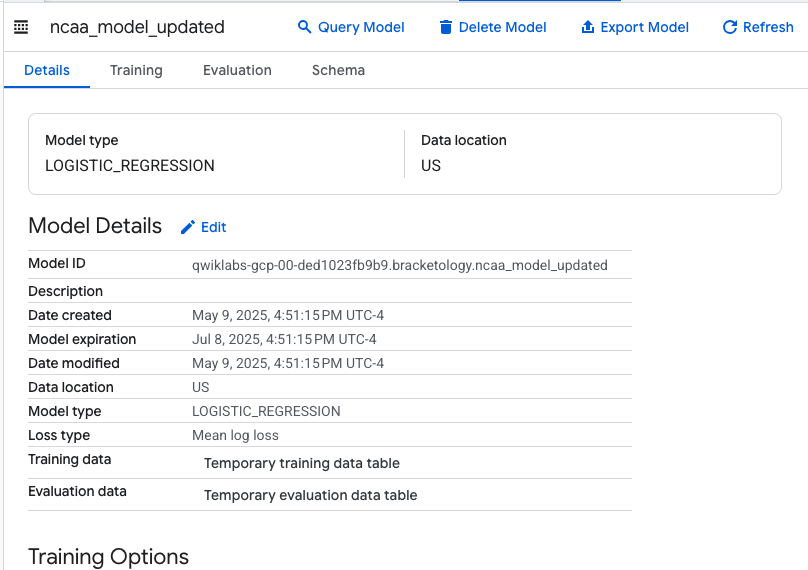 ncaa_model_updated Query Model Delete Model Export Model Refresh
Details Training Evaluation Schema
Model type Data location
LOGISTIC_REGRESSION US
Model Details Edit
Model ID qwiklabs-gcp-00-ded1023fb9b9.bracketology.ncaa_model_updated
Description
Date created May 9, 2025, 4:51:15 PM UTC-4
Model expiration Jul 8, 2025, 4:51:15 PM UTC-4
Date modified May 9, 2025, 4:51:15 PM UTC-4
Data location US
Model type LOGISTIC_REGRESSION
Loss type Mean log loss
Training data Temporary training data table
Evaluation data Temporary evaluation data table
Training Options